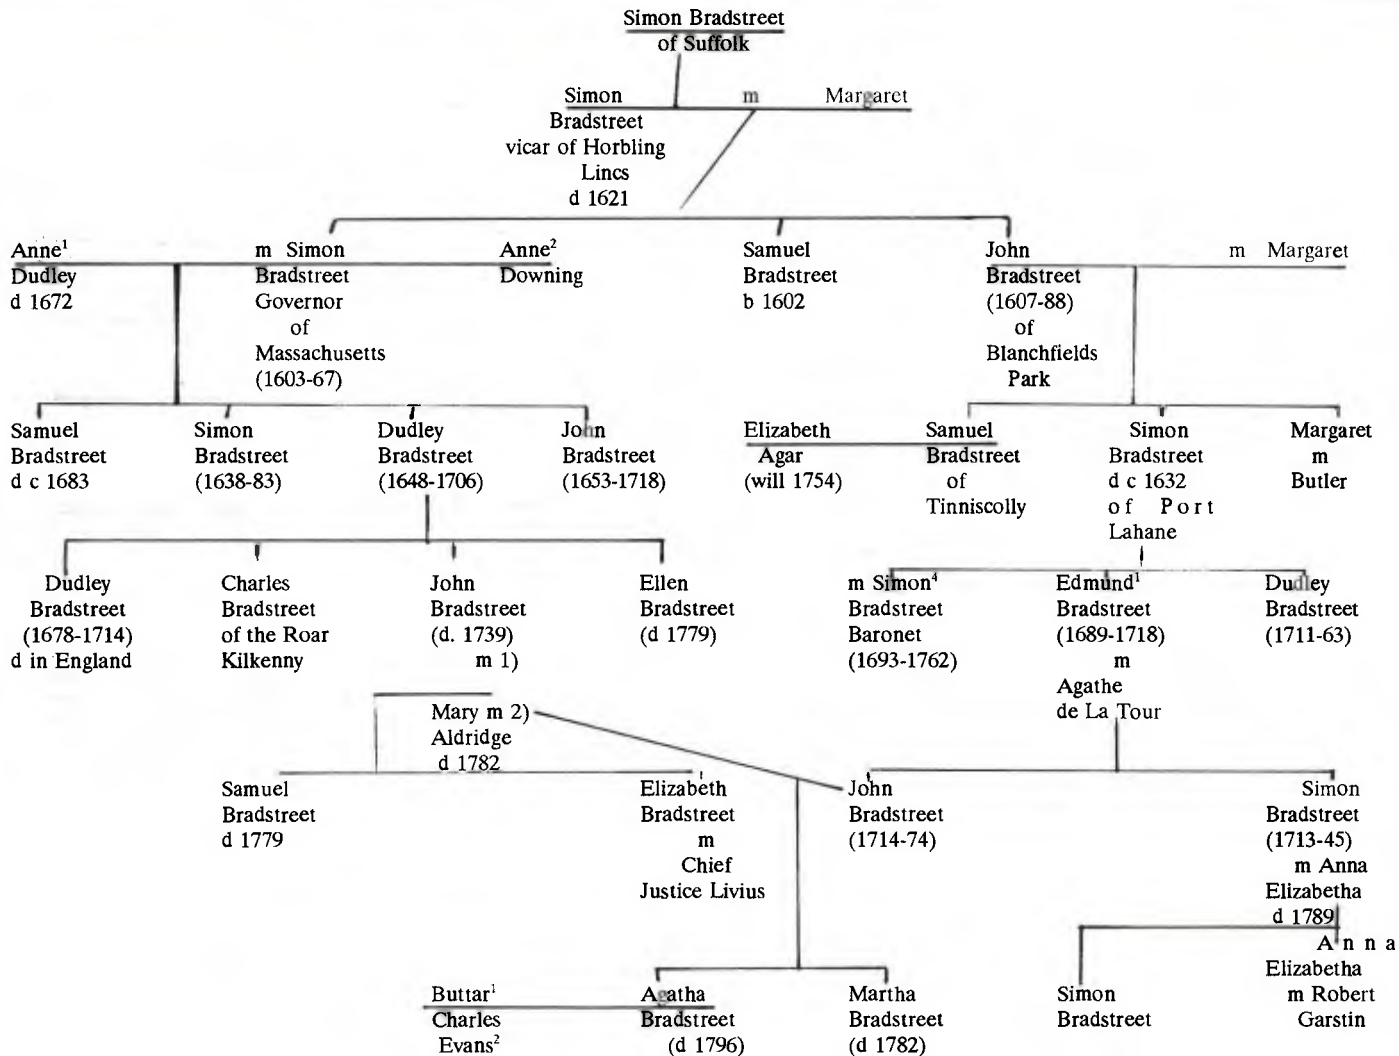 Simon Bradstreet
of Suffolk
Simon m Margaret
Bradstreet
vicar of Horbling
Lincs
d 1621
Anne¹
Dudley
d 1672
m Simon
Bradstreet
Governor
of
Massachusetts
(1603-67)
Anne²
Downing
Samuel
Bradstreet
b 1602
John
Bradstreet
(1607-88)
of
Blanchfields
Park
m Margaret
Samuel
Bradstreet
d c 1683
Simon
Bradstreet
(1638-83)
Dudley
Bradstreet
(1648-1706)
John
Bradstreet
(1653-1718)
Elizabeth
Agar
(will 1754)
Samuel
Bradstreet
of
Tinniscolly
Simon
Bradstreet
d c 1632
of Port
Lahane
Margaret
m
Butler
Dudley
Bradstreet
(1678-1714)
d in England
Charles
Bradstreet
of the Roar
Kilkenny
John
Bradstreet
(d. 1739)
m 1)
Ellen
Bradstreet
(d 1779)
m Simon⁴
Bradstreet
Baronet
(1693-1762)
Edmund¹
Bradstreet
(1689-1718)
m
Agathe
de La Tour
Dudley
Bradstreet
(1711-63)
Mary m 2)
Aldridge
d 1782
Samuel
Bradstreet
d 1779
Elizabeth
Bradstreet
m
Chief
Justice Livius
John
Bradstreet
(1714-74)
Simon
Bradstreet
(1713-45)
m Anna
Elizabetha
d 1789
Buttar¹
Charles
Evans²
Agatha
Bradstreet
(d 1796)
Martha
Bradstreet
(d 1782)
Simon
Bradstreet
Anna
Elizabetha
m Robert
Garstin